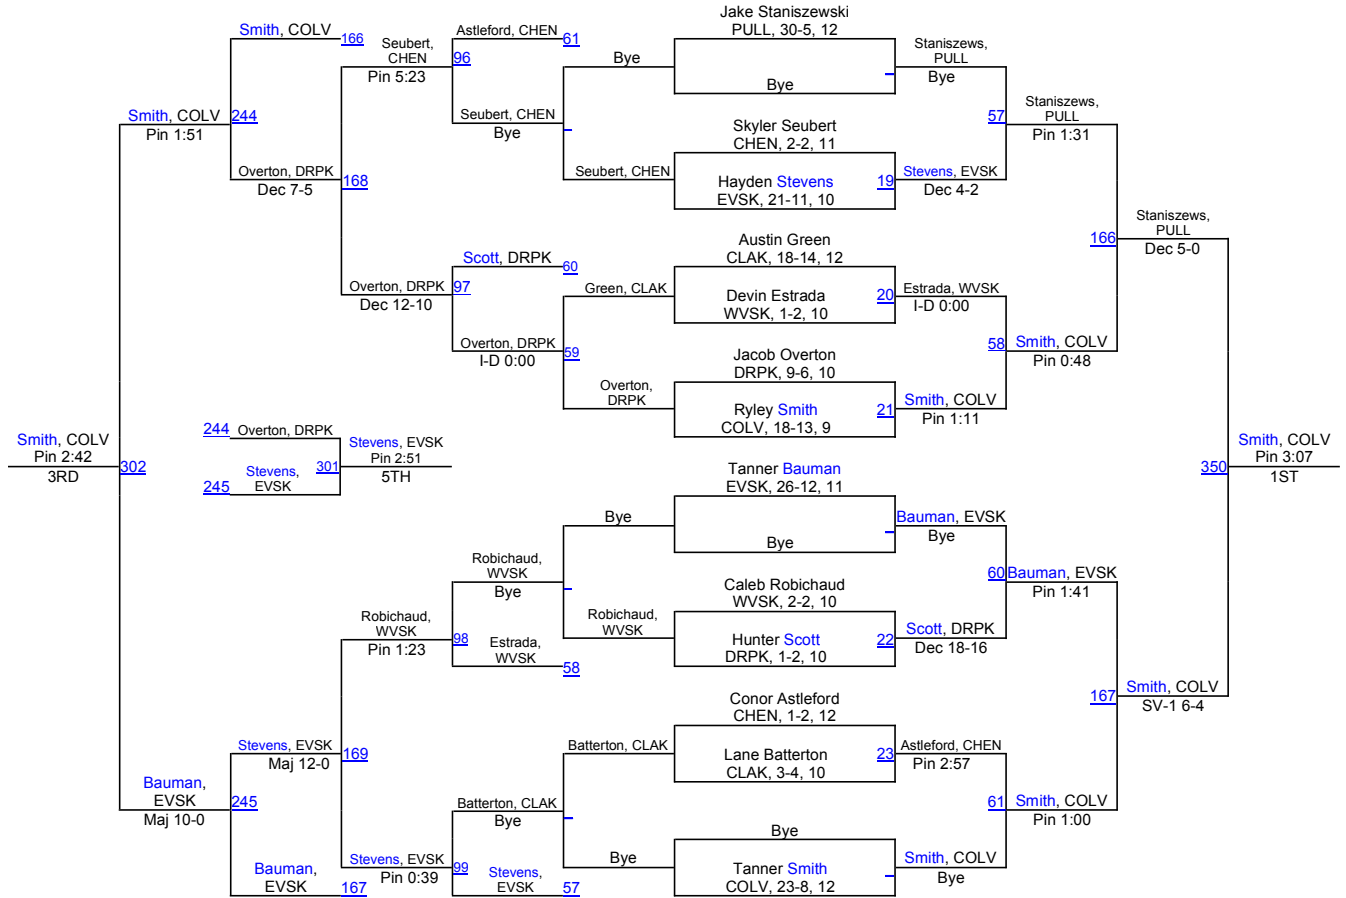 Jake Staniszewski
PULL, 30-5, 12
Smith, COLV
166
Seubert,
CHEN
Pin 5:23
Astleford, CHEN
61
96
Bye
Bye
Staniszews,
PULL
Bye
Smith, COLV
Pin 1:51
244
Seubert, CHEN
Bye
Skyler Seubert
CHEN, 2-2, 11
57
Staniszews,
PULL
Pin 1:31
Overton, DRPK
Dec 7-5
168
Seubert, CHEN
Hayden Stevens
EVSK, 21-11, 10
19
Stevens, EVSK
Dec 4-2
Staniszews,
PULL
Dec 5-0
166
Austin Green
CLAK, 18-14, 12
Scott, DRPK
60
Overton, DRPK
Dec 12-10
97
Green, CLAK
Devin Estrada
WVSK, 1-2, 10
20
Estrada, WVSK
I-D 0:00
Overton, DRPK
I-D 0:00
59
Jacob Overton
DRPK, 9-6, 10
58
Smith, COLV
Pin 0:48
Overton,
DRPK
Ryley Smith
COLV, 18-13, 9
21
Smith, COLV
Pin 1:11
Smith, COLV
Pin 2:42
3RD
302
244
Overton, DRPK
Stevens, EVSK
Pin 2:51
5TH
301
245
Stevens,
EVSK
350
Smith, COLV
Pin 3:07
1ST
Tanner Bauman
EVSK, 26-12, 11
Bye
Bye
Bauman, EVSK
Bye
Robichaud,
WVSK
Bye
Caleb Robichaud
WVSK, 2-2, 10
60
Bauman, EVSK
Pin 1:41
Robichaud,
WVSK
Pin 1:23
98
Robichaud,
WVSK
Hunter Scott
DRPK, 1-2, 10
22
Scott, DRPK
Dec 18-16
Estrada,
WVSK
58
167
Smith, COLV
SV-1 6-4
Conor Astleford
CHEN, 1-2, 12
Stevens, EVSK
Maj 12-0
169
Batterton, CLAK
Lane Batterton
CLAK, 3-4, 10
23
Astleford, CHEN
Pin 2:57
Bauman,
EVSK
Maj 10-0
245
Batterton, CLAK
Bye
61
Smith, COLV
Pin 1:00
Bye
Bauman,
EVSK
167
Stevens, EVSK
Pin 0:39
99
Stevens,
EVSK
57
Bye
Tanner Smith
COLV, 23-8, 12
Smith, COLV
Bye